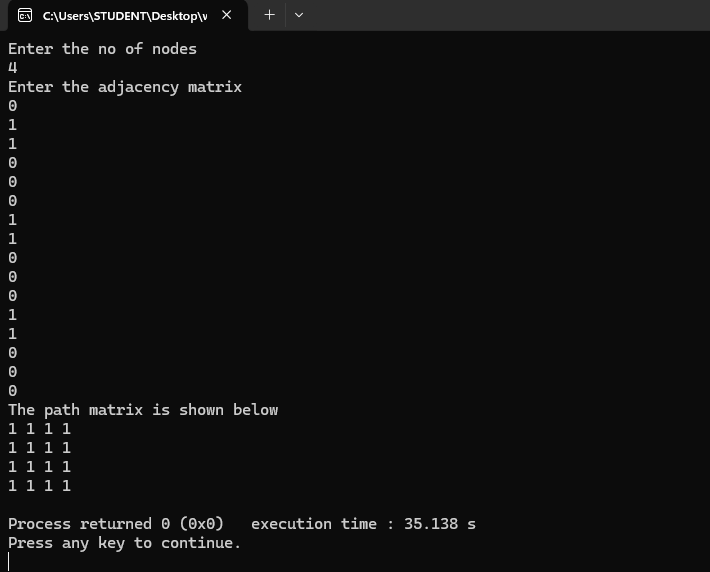 C:\Users\STUDENT\Desktop\
Enter the no of nodes
4
Enter the adjacency matrix
0
1
1
0
0
0
1
1
0
0
0
1
1
0
0
0
The path matrix is shown below
1 1 1 1
1 1 1 1
1 1 1 1
1 1 1 1
Process returned 0 (0x0)   execution time : 35.138 s
Press any key to continue.